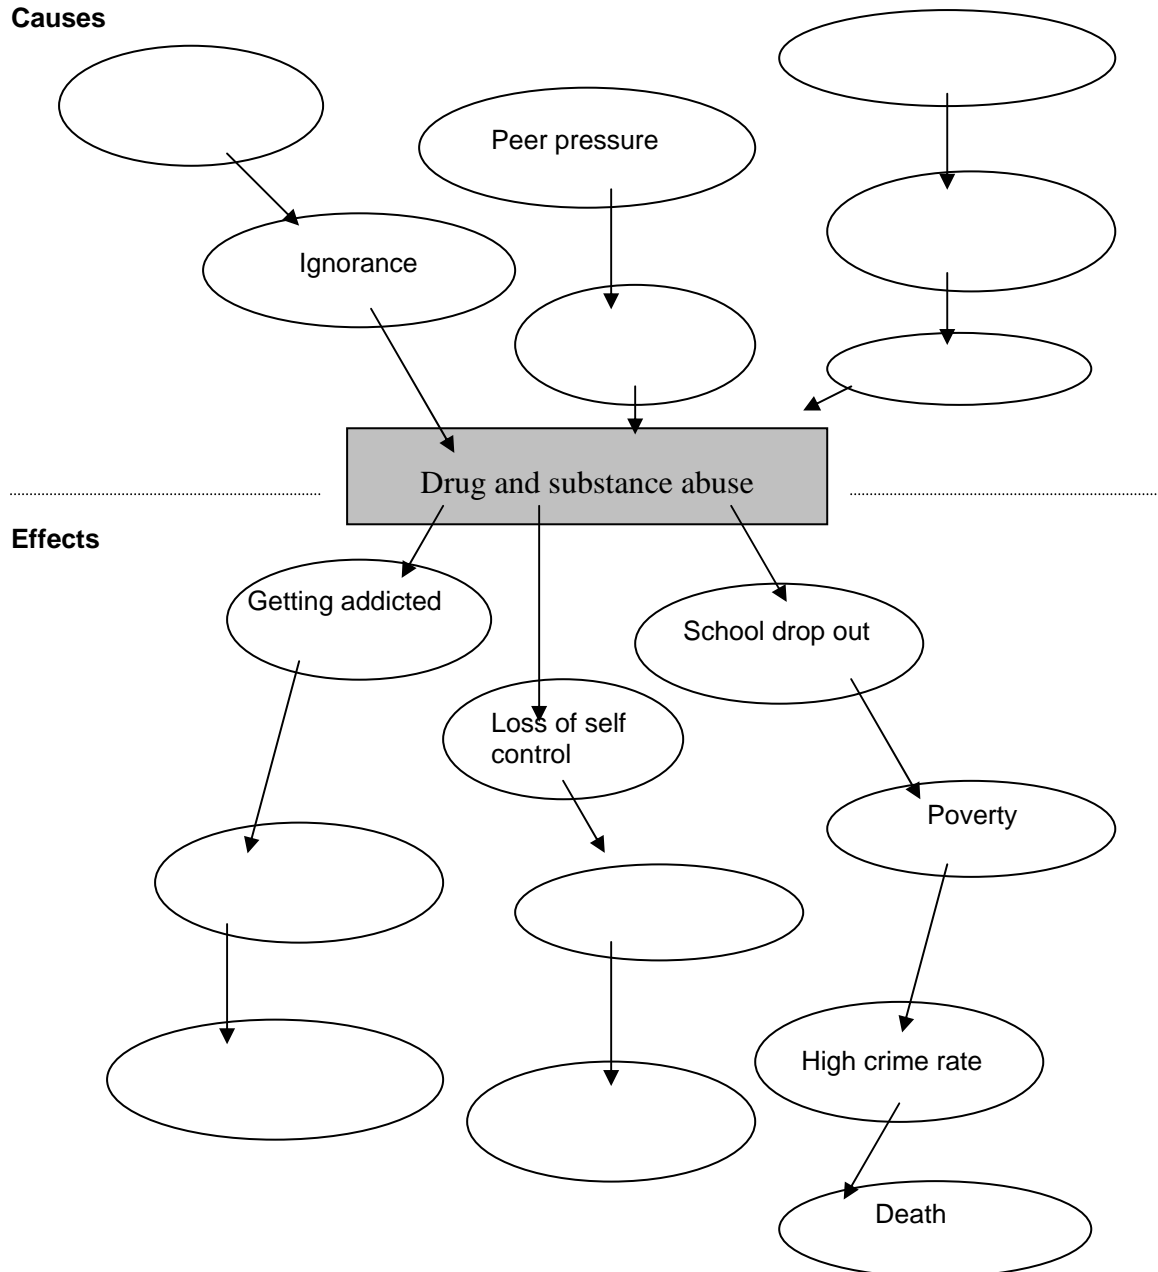 Causes
Peer pressure
Ignorance
Drug and substance abuse
Effects
Getting addicted
School drop out
Loss of self
control
Poverty
High crime rate
Death